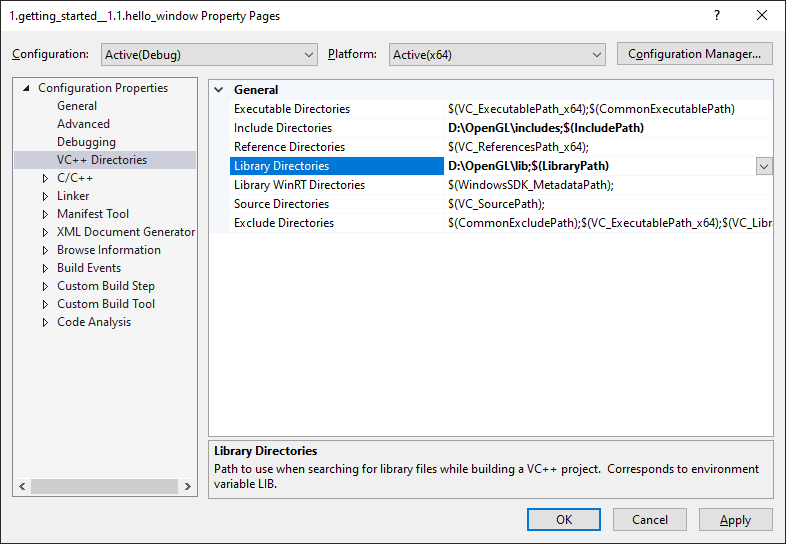 1.getting_started__1.1.hello_window Property Pages
?
Configuration: Active(Debug) Platform: Active(x64) Configuration Manager...
Configuration Properties
General
Advanced
Debugging
VC++ Directories
C/C++
Linker
Manifest Tool
XML Document Generator
Browse Information
Build Events
Custom Build Step
Custom Build Tool
Code Analysis
General
Executable Directories $(VC_ExecutablePath_x64);$(CommonExecutablePath)
Include Directories D:\OpenGL\includes;$(IncludePath)
Reference Directories $(VC_ReferencesPath_x64);
Library Directories D:\OpenGL\lib;$(LibraryPath)
Library WinRT Directories $(WindowsSDK_MetadataPath);
Source Directories $(VC_SourcePath);
Exclude Directories $(CommonExcludePath);$(VC_ExecutablePath_x64);$(VC_Libra
Library Directories
Path to use when searching for library files while building a VC++ project.  Corresponds to environment
variable LIB.
OK Cancel Apply